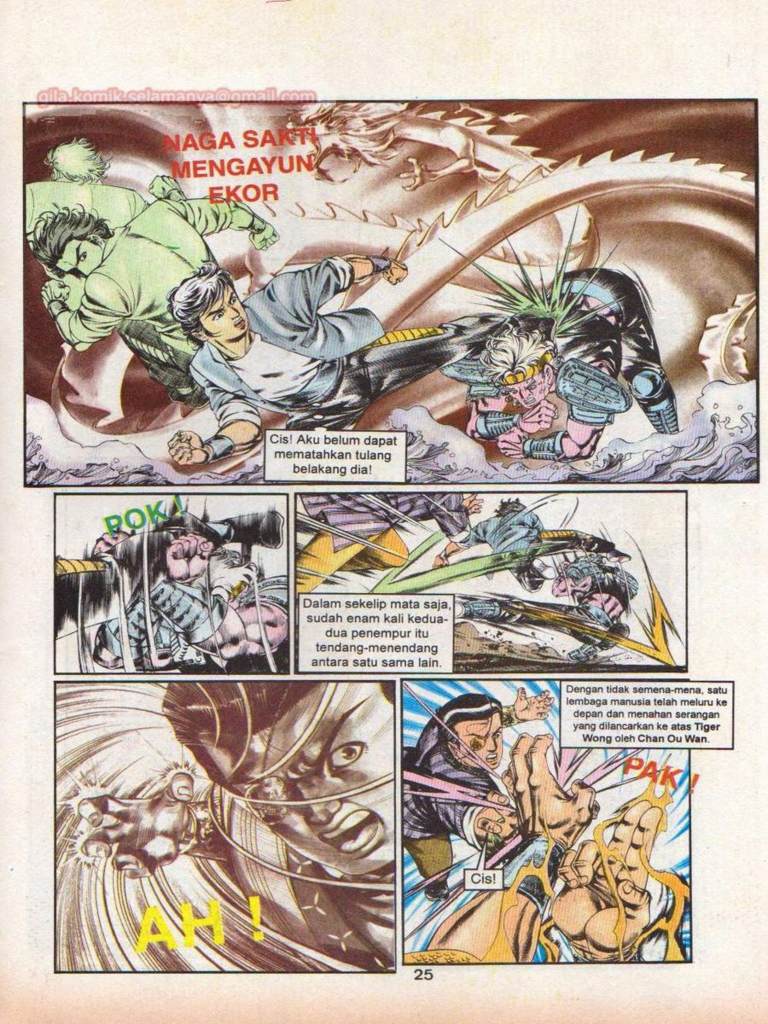 gila.komik.selamanya@gmail.com
NAGA SAKTI
MENGAYUN
EKOR
Cis! Aku belum dapat
mematahkan tulang
belakang dia!
POK !
Dalam sekelip mata saja,
sudah enam kali kedua-
dua penempur itu
tendang-menendang
antara satu sama lain.
AH !
Dengan tidak semena-mena, satu
lembaga manusia telah meluru ke
depan dan menahan serangan
yang dilancarkan ke atas Tiger
Wong oleh Chan Ou Wan.
PAK !
Cis!
25